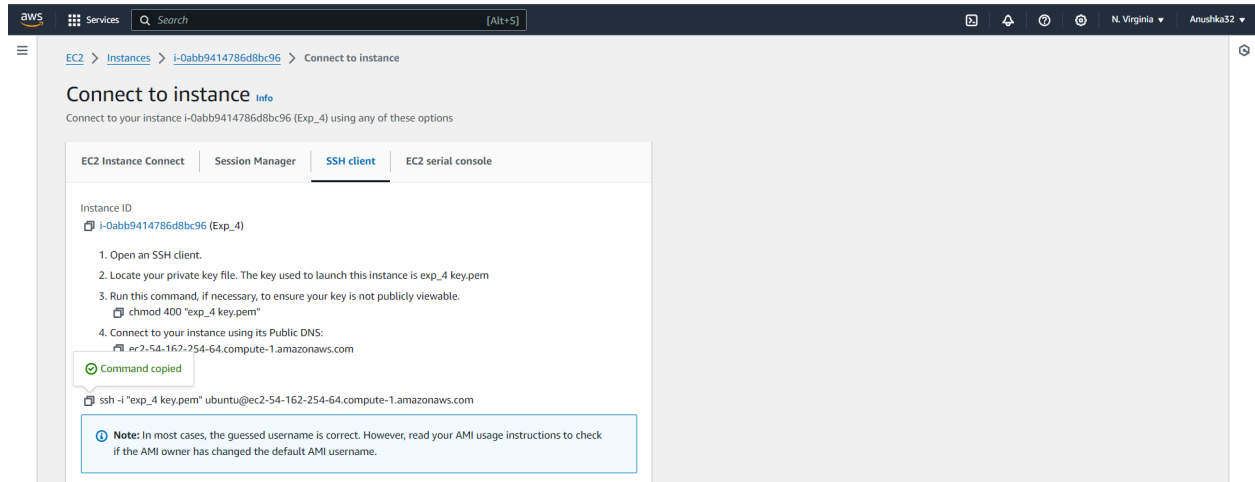 aws Services Search [Alt+S] N. Virginia Anushka32
EC2 > Instances > i-0abb9414786d8bc96 > Connect to instance
Connect to instance Info
Connect to your instance i-0abb9414786d8bc96 (Exp_4) using any of these options
EC2 Instance Connect Session Manager SSH client EC2 serial console
Instance ID
i-0abb9414786d8bc96 (Exp_4)
1. Open an SSH client.
2. Locate your private key file. The key used to launch this instance is exp_4 key.pem
3. Run this command, if necessary, to ensure your key is not publicly viewable.
chmod 400 "exp_4 key.pem"
4. Connect to your instance using its Public DNS:
ec2-54-162-254-64.compute-1.amazonaws.com
Command copied
ssh -i "exp_4 key.pem" ubuntu@ec2-54-162-254-64.compute-1.amazonaws.com
Note: In most cases, the guessed username is correct. However, read your AMI usage instructions to check
if the AMI owner has changed the default AMI username.